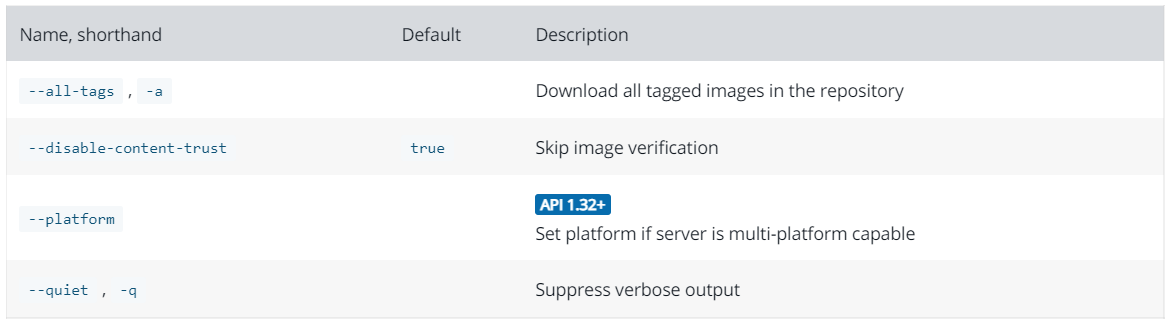 Name, shorthand Default Description
--all-tags , -a Download all tagged images in the repository
--disable-content-trust true Skip image verification
API 1.32+
--platform
Set platform if server is multi-platform capable
--quiet , -q Suppress verbose output